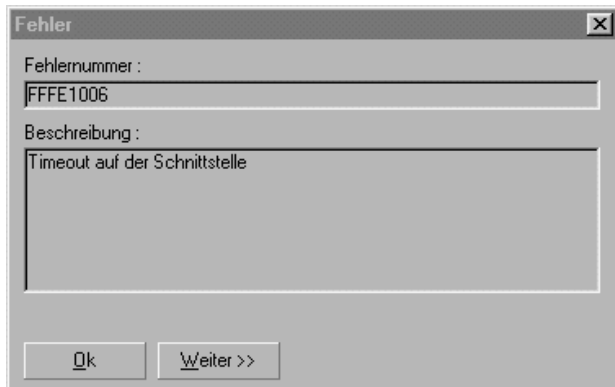 Fehler
Fehlernummer :
FFFE1006
Beschreibung :
Timeout auf der Schnittstelle
Ok
Weiter >>